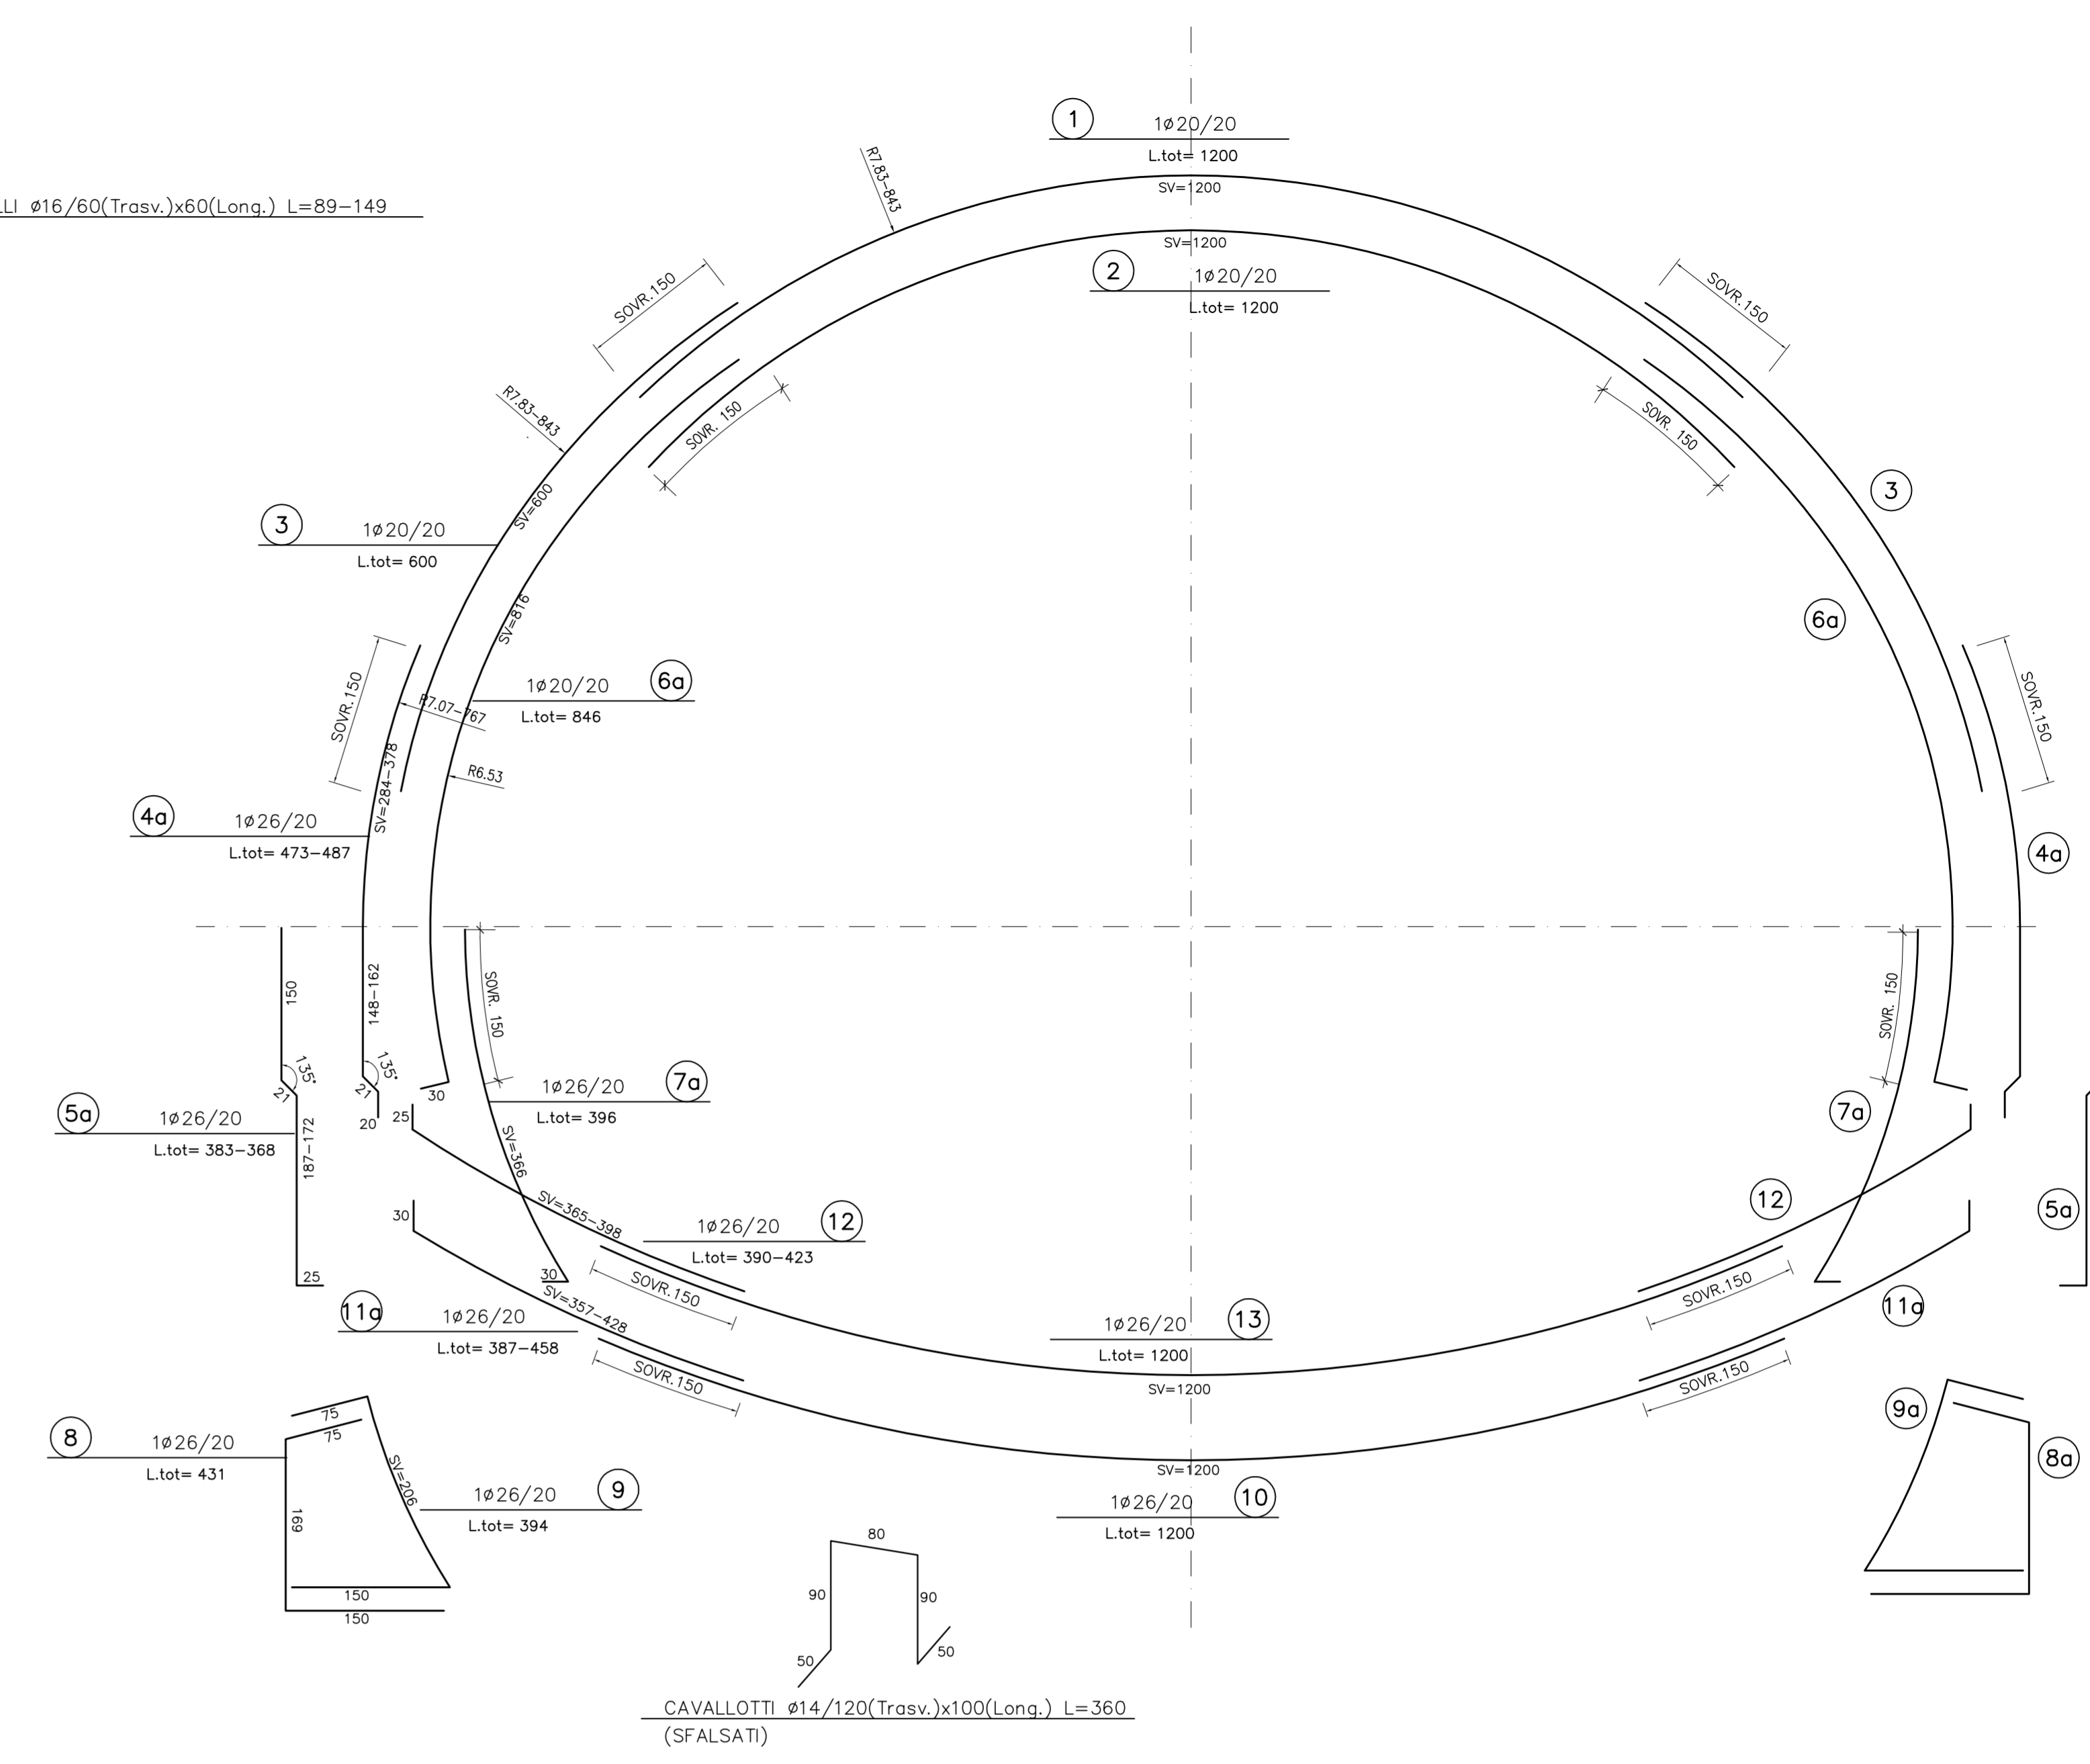 1
1ø20/20
L.tot= 1200
SV=1200
R7.83-843
LLI ø16/60(Trasv.)x60(Long.) L=89-149
SV=1200
2
1ø20/20
L.tot= 1200
SOVR.150
SOVR.150
R7.83-843
SOVR. 150
SOVR. 150
3
1ø20/20
L.tot= 600
SV=600
3
SV=816
6a
1ø20/20
6a
L.tot= 846
SOVR.150
R7.07-767
SOVR.150
R6.53
SV=284-378
4a
1ø26/20
L.tot= 473-487
4a
150
148-162
SOVR. 150
SOVR. 150
135°
21
135°
21
20
30
25
1ø26/20
7a
L.tot= 396
7a
5a
1ø26/20
L.tot= 383-368
187-172
SV=366
25
SV=365-398
1ø26/20
12
L.tot= 390-423
12
5a
30
30
SOVR.150
SOVR.150
11a
1ø26/20
L.tot= 387-458
SV=357-428
11a
1ø26/20
13
L.tot= 1200
SV=1200
SOVR.150
SOVR.150
8
1ø26/20
L.tot= 431
75
75
169
SV=206
1ø26/20
9
L.tot= 394
150
150
SV=1200
1ø26/20
10
L.tot= 1200
9a
8a
80
90
90
50
50
CAVALLOTTI ø14/120(Trasv.)x100(Long.) L=360
(SFALSATI)